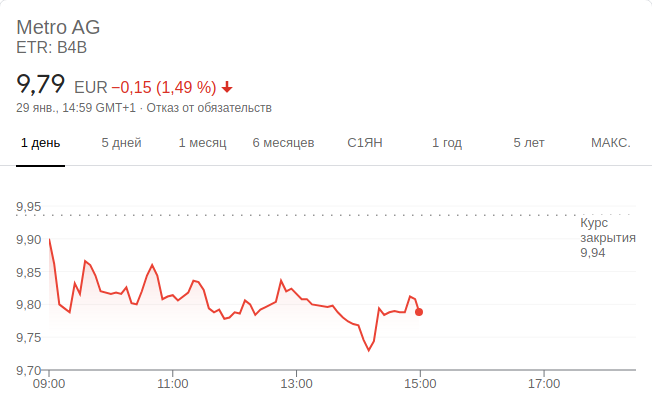 Metro AG
ETR: B4B
9,79 EUR −0,15 (1,49 %)
29 янв., 14:59 GMT+1 · Отказ от обязательств
1 день 5 дней 1 месяц 6 месяцев С1ЯН 1 год 5 лет МАКС.
9,95
Курс
закрытия
9,94
9,90
9,85
9,80
9,75
9,70
09:00 11:00 13:00 15:00 17:00